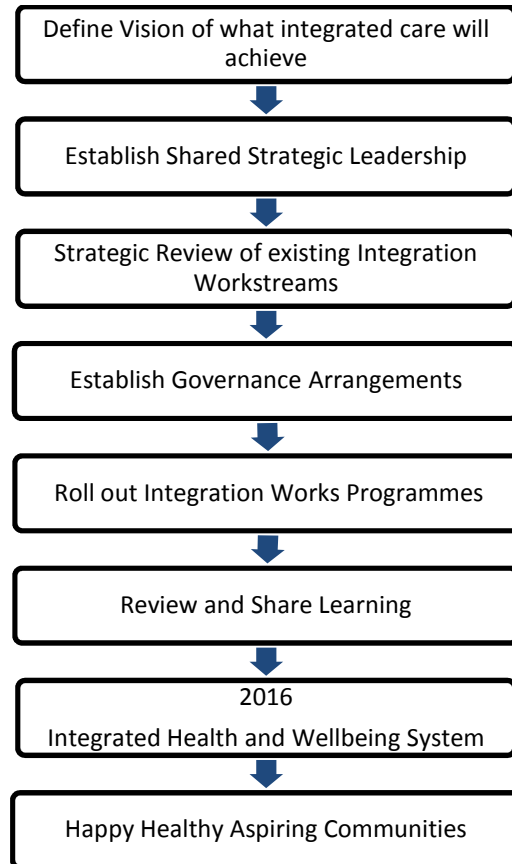 Define Vision of what integrated care will
achieve
Establish Shared Strategic Leadership
Strategic Review of existing Integration
Workstreams
Establish Governance Arrangements
Roll out Integration Works Programmes
Review and Share Learning
2016
Integrated Health and Wellbeing System
Happy Healthy Aspiring Communities